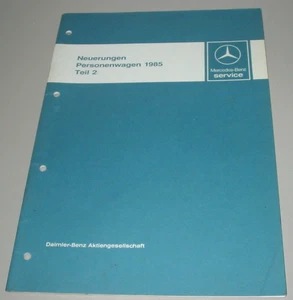 Neuerungen
Personenwagen 1985
Teil 2
Mercedes-Benz
service
Daimler-Benz Aktiengesellschaft